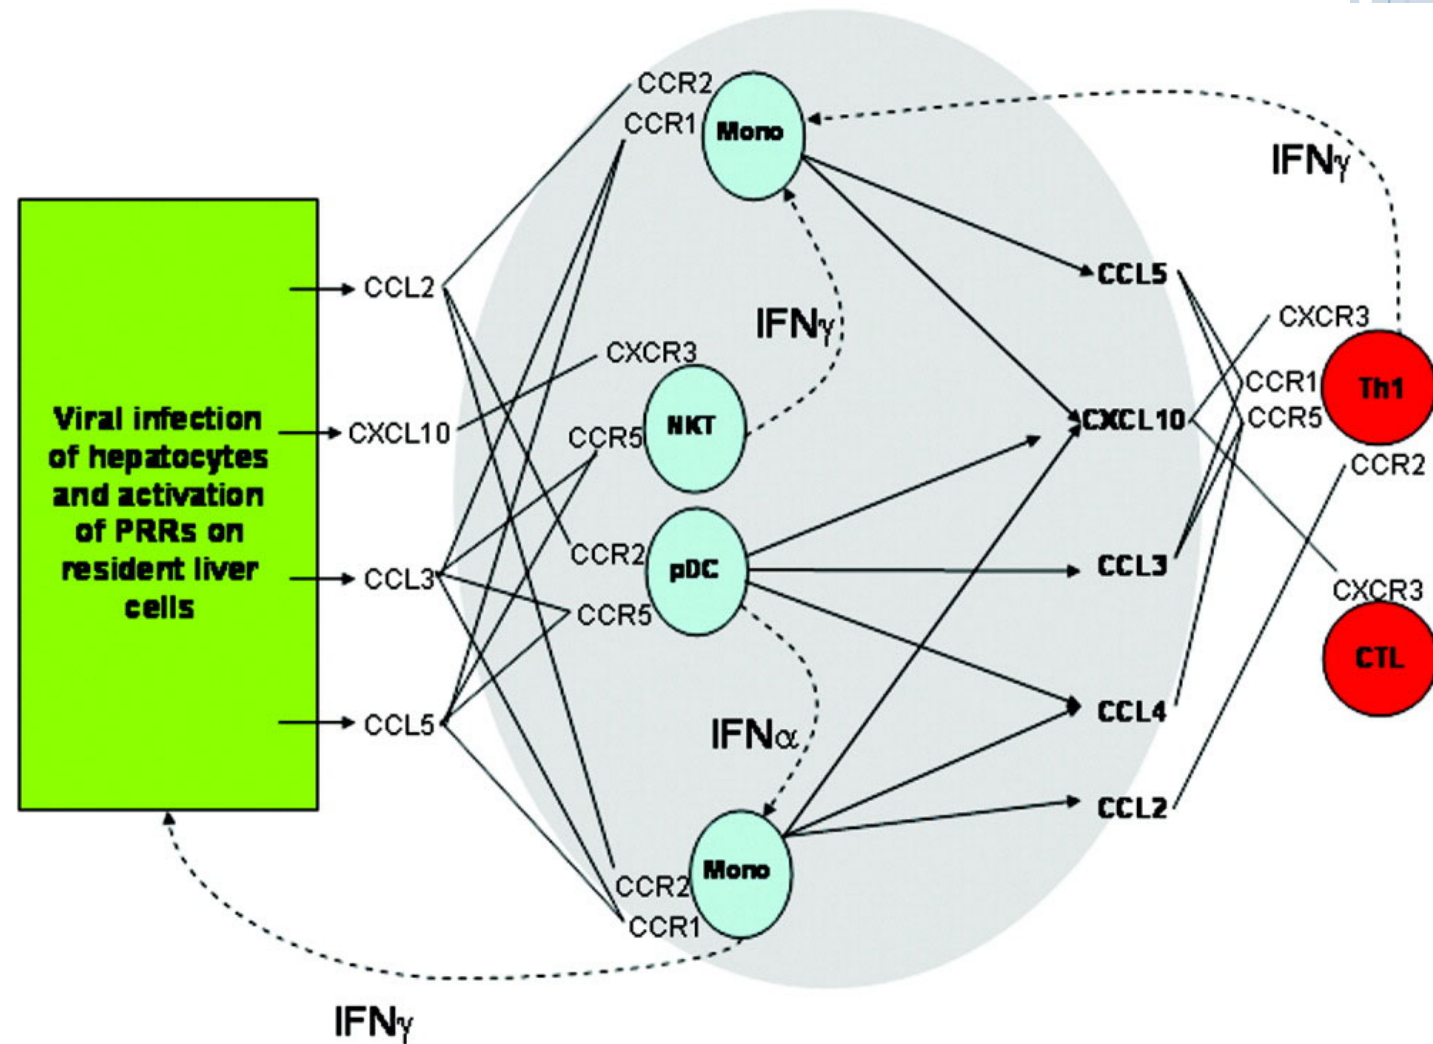 CCR2
CCR1
Mono
IFNγ
CCL2
CCL5
CXCR3
IFNγ
CXCR3
CCR1
Th1
Viral infection
of hepatocytes
and activation
of PRRs on
resident liver
cells
CXCL10
CCR5
NKT
CXCL10
CCR5
CCR2
CCL3
CCR2
pDC
CCL3
CCR5
CXCR3
CTL
CCL5
IFNα
CCL4
CCL2
CCR2
Mono
CCR1
IFNγ